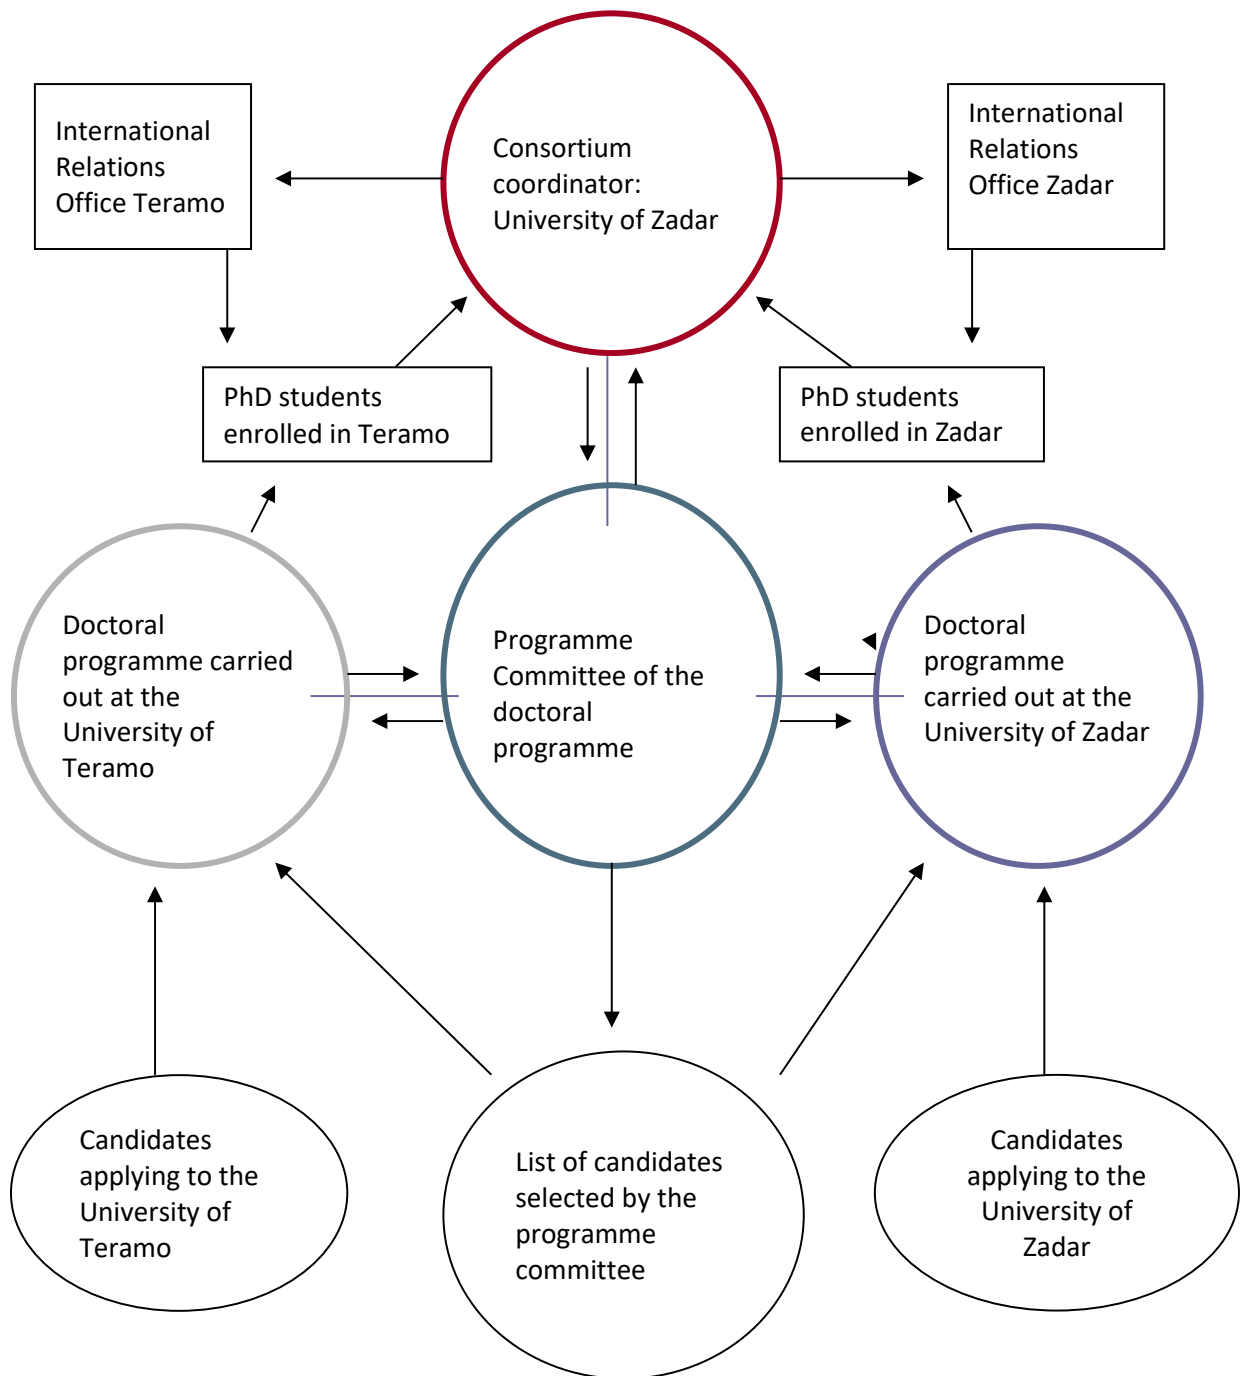 International
Relations
Office Teramo
Consortium
coordinator:
University of Zadar
International
Relations
Office Zadar
PhD students
enrolled in Teramo
PhD students
enrolled in Zadar
Doctoral
programme carried
out at the
University of
Teramo
Programme
Committee of the
doctoral
programme
Doctoral
programme
carried out at the
University of Zadar
Candidates
applying to the
University of
Teramo
List of candidates
selected by the
programme
committee
Candidates
applying to the
University of
Zadar